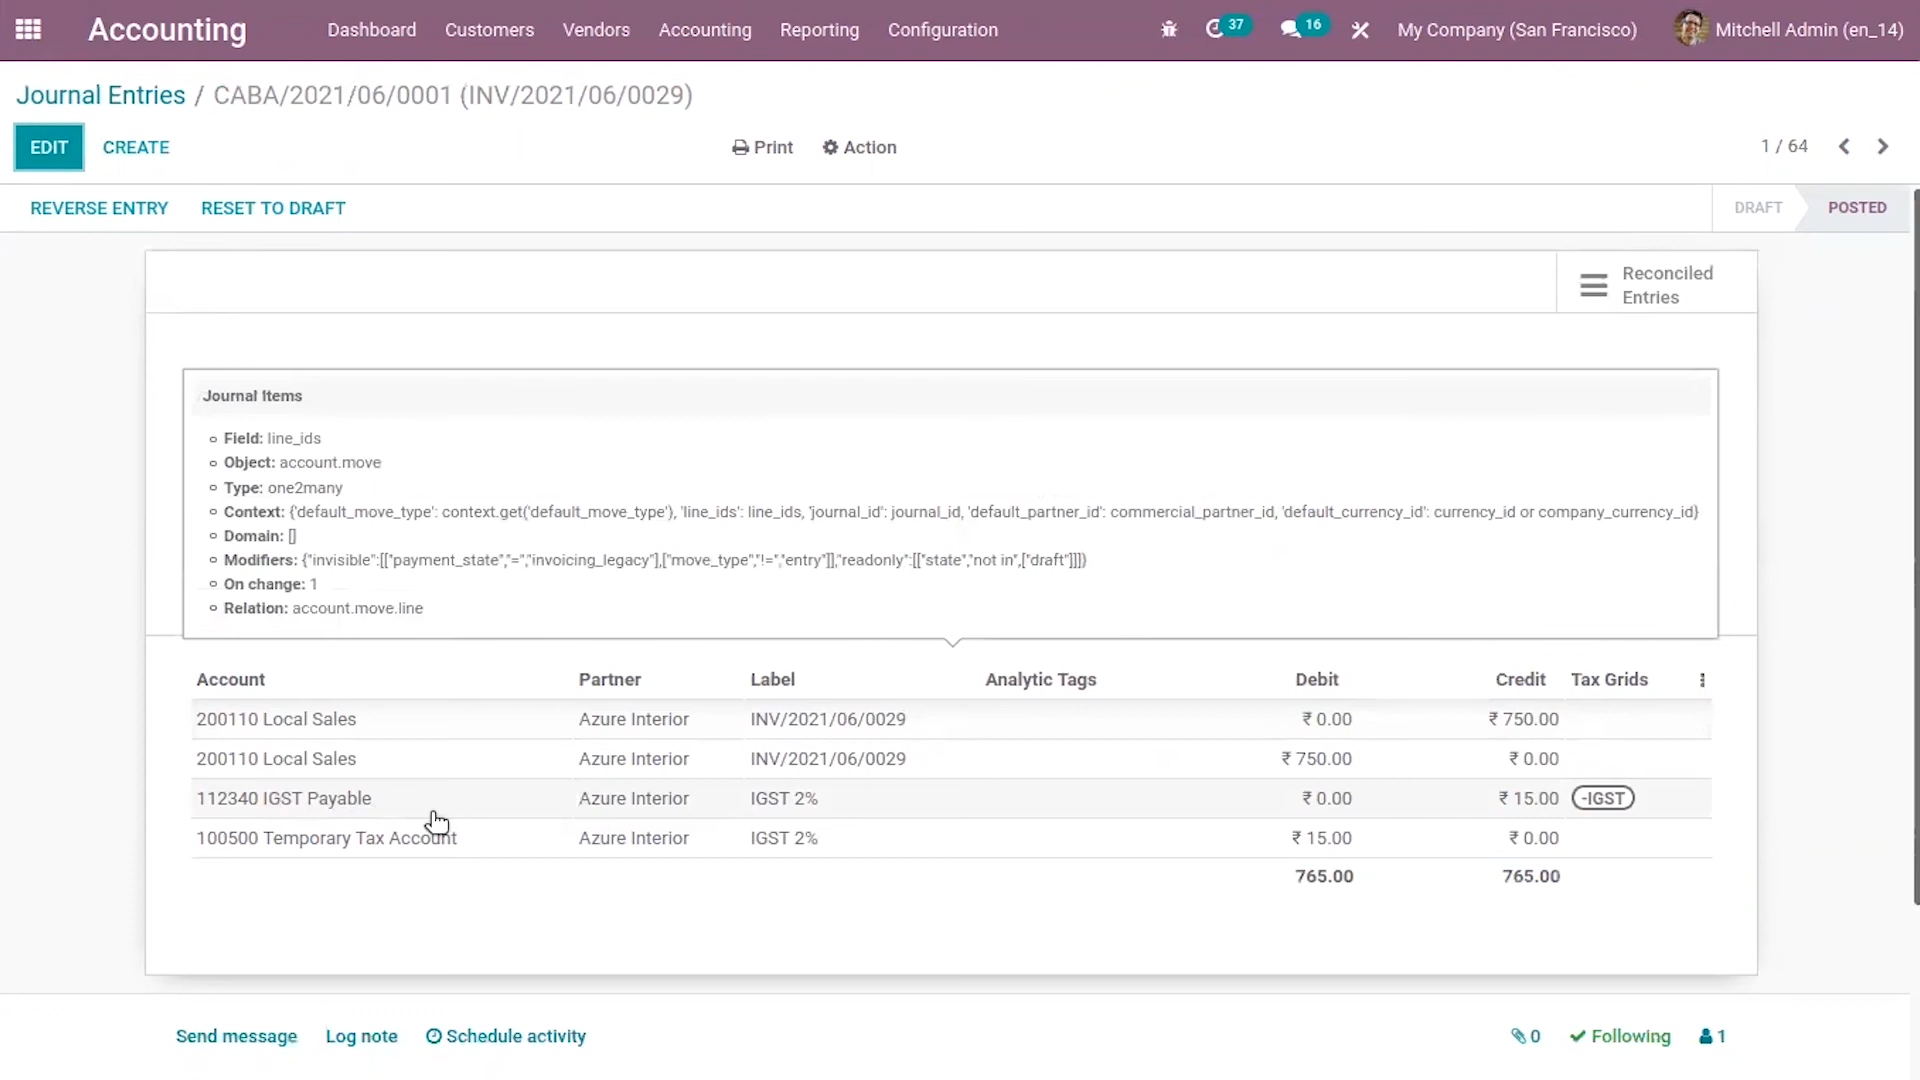 Accounting Dashboard Customers Vendors Accounting Reporting Configuration 37 16 My Company (San Francisco) Mitchell Admin (en_14)
Journal Entries / CABA/2021/06/0001 (INV/2021/06/0029)
EDIT CREATE Print Action 1 / 64
REVERSE ENTRY RESET TO DRAFT DRAFT POSTED
Reconciled
Entries
Journal Items
Field: line_ids
Object: account.move
Type: one2many
Context: {'default_move_type': context.get('default_move_type'), 'line_ids': line_ids, 'journal_id': journal_id, 'default_partner_id': commercial_partner_id, 'default_currency_id': currency_id or company_currency_id}
Domain: []
Modifiers: {"invisible":[["payment_state","=","invoicing_legacy"],["move_type","!=","entry"]],"readonly":[["state","not in",["draft"]]]}
On change: 1
Relation: account.move.line
Account Partner Label Analytic Tags Debit Credit Tax Grids
200110 Local Sales Azure Interior INV/2021/06/0029 ₹ 0.00 ₹ 750.00
200110 Local Sales Azure Interior INV/2021/06/0029 ₹ 750.00 ₹ 0.00
112340 IGST Payable Azure Interior IGST 2% ₹ 0.00 ₹ 15.00 -IGST
100500 Temporary Tax Account Azure Interior IGST 2% ₹ 15.00 ₹ 0.00
765.00 765.00
Send message Log note Schedule activity 0 Following 1